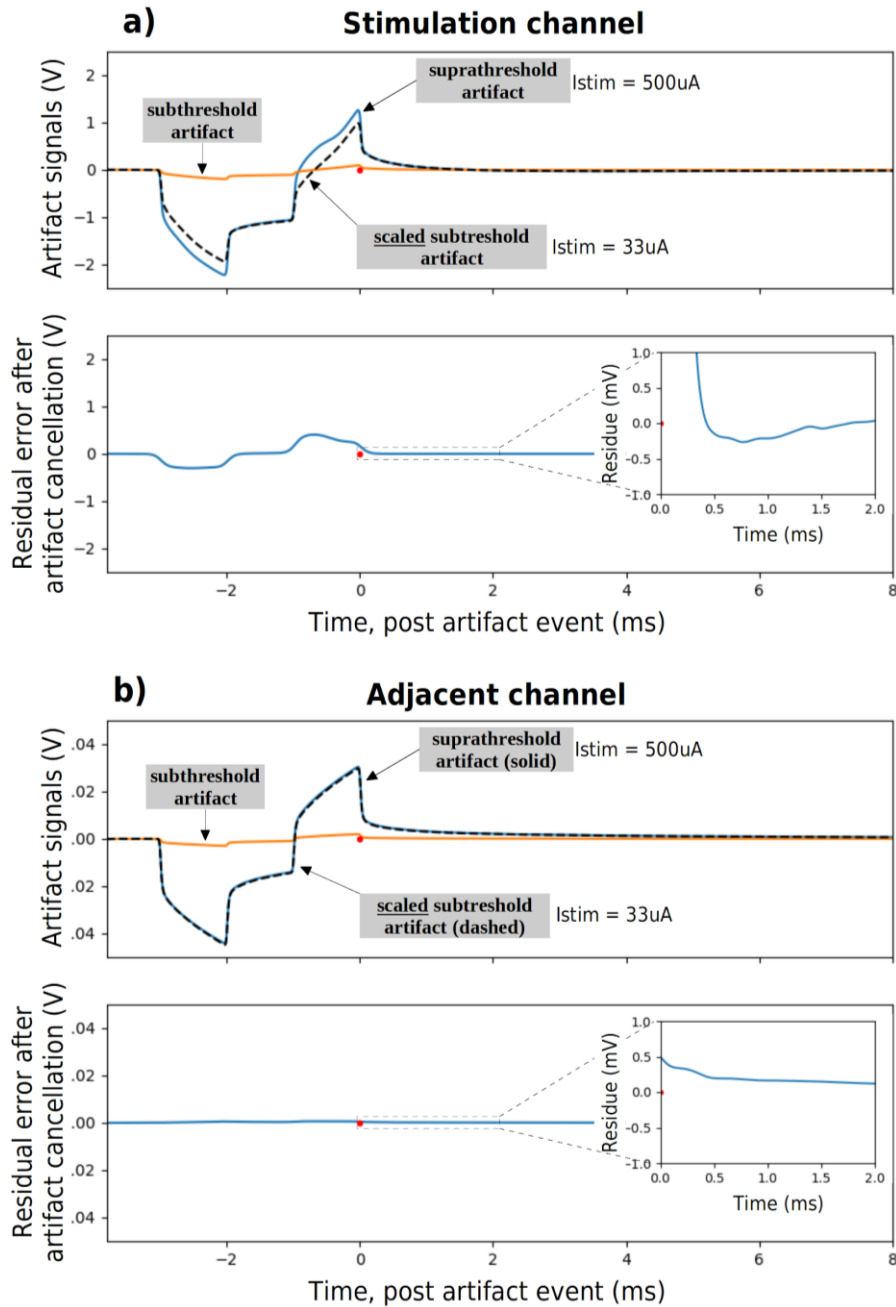 a)
Stimulation channel
Artifact signals (V)
2
1
0
−1
−2
subthreshold
artifact
suprathreshold
artifact
Istim = 500uA
scaled subtreshold
artifact
Istim = 33uA
Residual error after
artifact cancellation (V)
2
1
0
−1
−2
Residue (mV)
1.0
0.5
0.0
-0.5
-1.0
0.0 0.5 1.0 1.5 2.0
Time (ms)
−2 0 2 4 6 8
Time, post artifact event (ms)
b)
Adjacent channel
Artifact signals (V)
.04
.02
.00
.02
.04
subthreshold
artifact
suprathreshold
artifact (solid)
Istim = 500uA
scaled subtreshold
artifact (dashed)
Istim = 33uA
Residual error after
artifact cancellation (V)
.04
.02
.00
.02
.04
Residue (mV)
1.0
0.5
0.0
-0.5
-1.0
0.0 0.5 1.0 1.5 2.0
Time (ms)
−2 0 2 4 6 8
Time, post artifact event (ms)